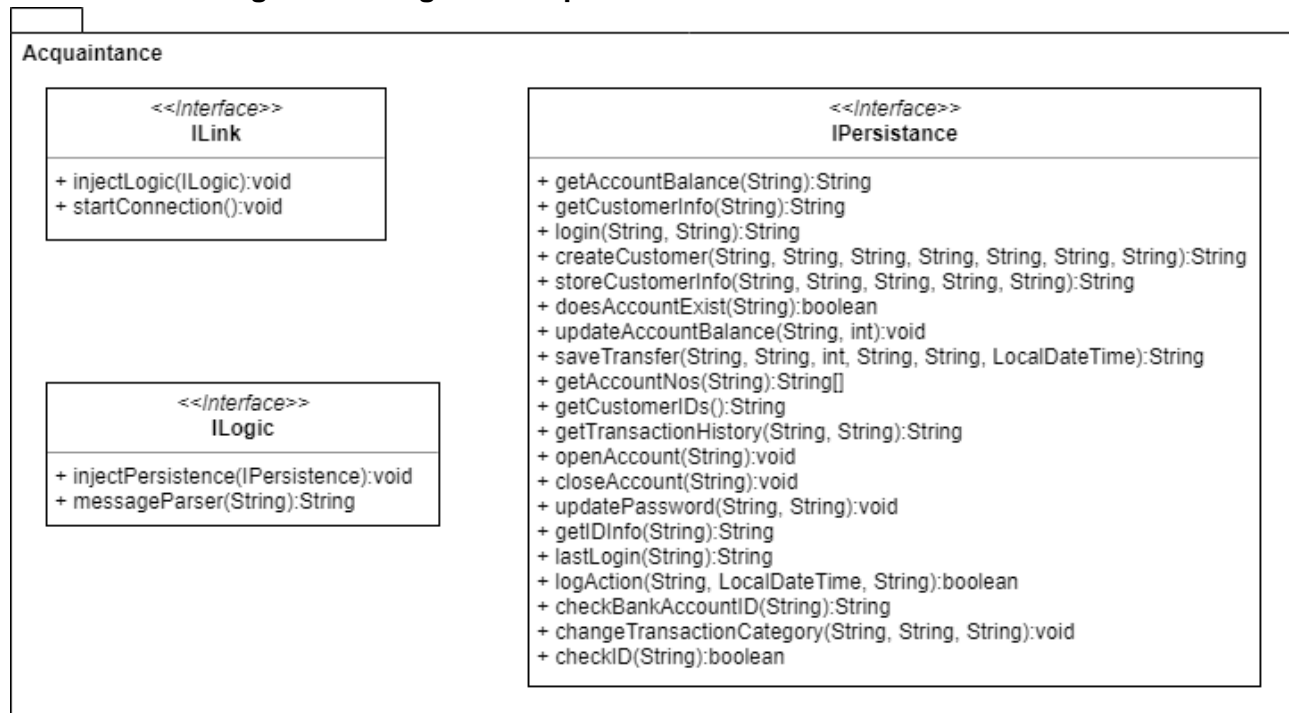 Acquaintance
<<Interface>>
ILink
+ injectLogic(ILogic):void
+ startConnection():void
<<Interface>>
ILogic
+ injectPersistence(IPersistence):void
+ messageParser(String):String
<<Interface>>
IPersistance
+ getAccountBalance(String):String
+ getCustomerInfo(String):String
+ login(String, String):String
+ createCustomer(String, String, String, String, String, String, String):String
+ storeCustomerInfo(String, String, String, String, String):String
+ doesAccountExist(String):boolean
+ updateAccountBalance(String, int):void
+ saveTransfer(String, String, int, String, String, LocalDateTime):String
+ getAccountNos(String):String[]
+ getCustomerIDs():String
+ getTransactionHistory(String, String):String
+ openAccount(String):void
+ closeAccount(String):void
+ updatePassword(String, String):void
+ getIDInfo(String):String
+ lastLogin(String):String
+ logAction(String, LocalDateTime, String):boolean
+ checkBankAccountID(String):String
+ changeTransactionCategory(String, String, String):void
+ checkID(String):boolean